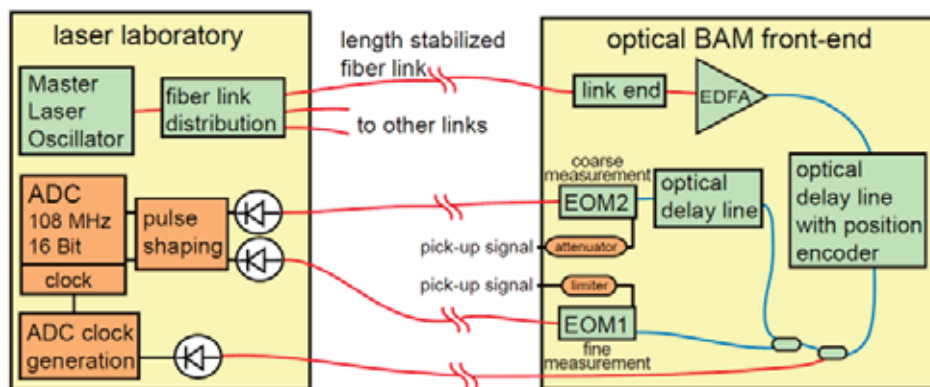 laser laboratory
Master
Laser
Oscillator
fiber link
distribution
length stabilized
fiber link
to other links
ADC
108 MHz
16 Bit
clock
pulse
shaping
ADC clock
generation
optical BAM front-end
link end
EDFA
coarse
measurement
EOM2
optical
delay line
optical
delay line
with position
encoder
pick-up signal
attenuator
pick-up signal
limiter
EOM1
fine
measurement